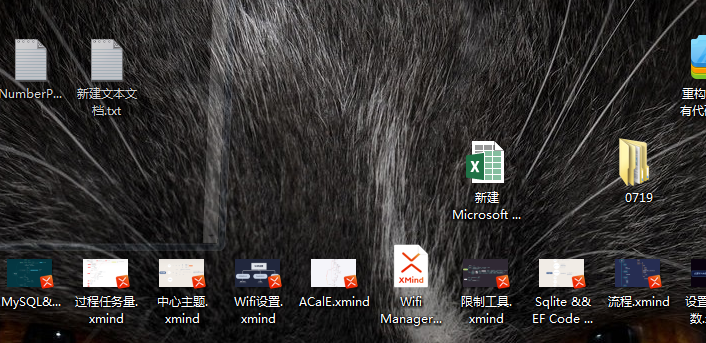 NumberP...
新建文本文
档.txt
重构
有代
新建
Microsoft ...
0719
XMind
MySQL&...
过程任务量.
xmind
中心主题.
xmind
Wifi设置.
xmind
ACalE.xmind
Wifi
Manager...
限制工具.
xmind
Sqlite &&
EF Code ...
流程.xmind
设置
数.